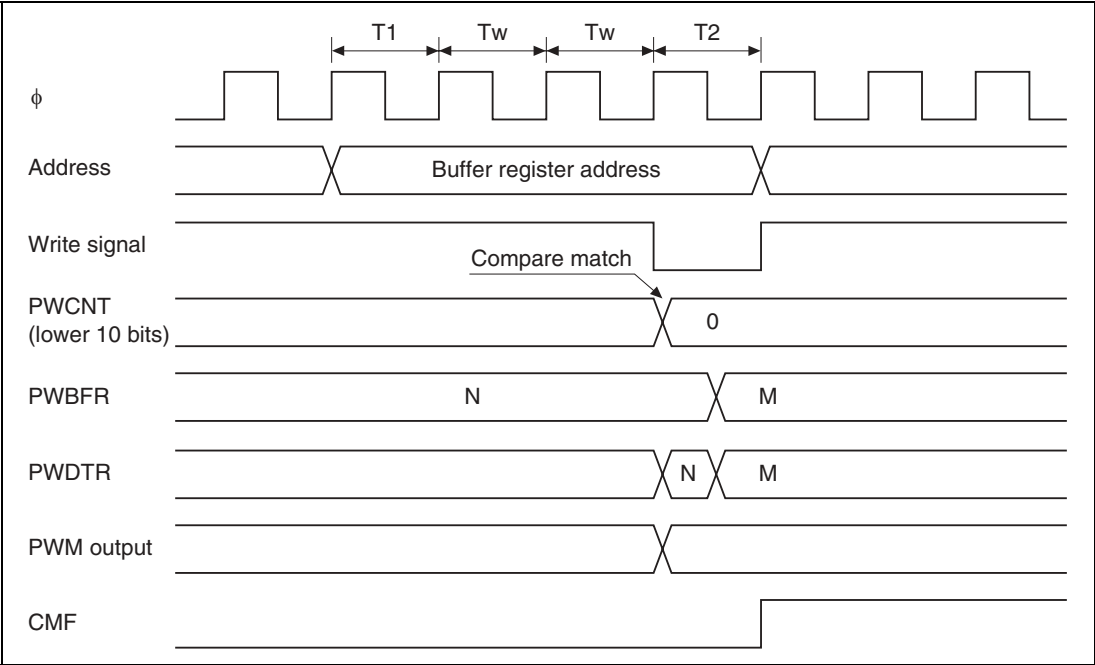 T1 Tw Tw T2
ϕ
Address Buffer register address
Write signal
Compare match
PWCNT
(lower 10 bits) 0
PWBFR N M
PWDTR N M
PWM output
CMF